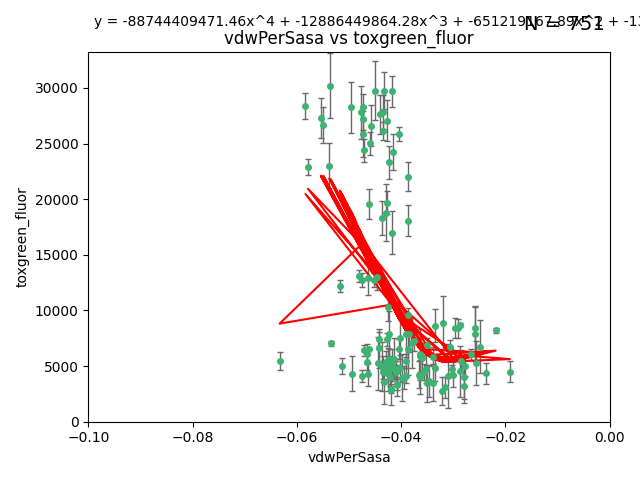 y = -88744409471.46x^4 + -12886449864.28x^3 + + -1
N = 751
vdwPerSasa vs toxgreen_fluor
30000
25000
20000
15000
10000
5000
0
toxgreen_fluor
−0.10 −0.08 −0.06 −0.04 −0.02 0.00
vdwPerSasa